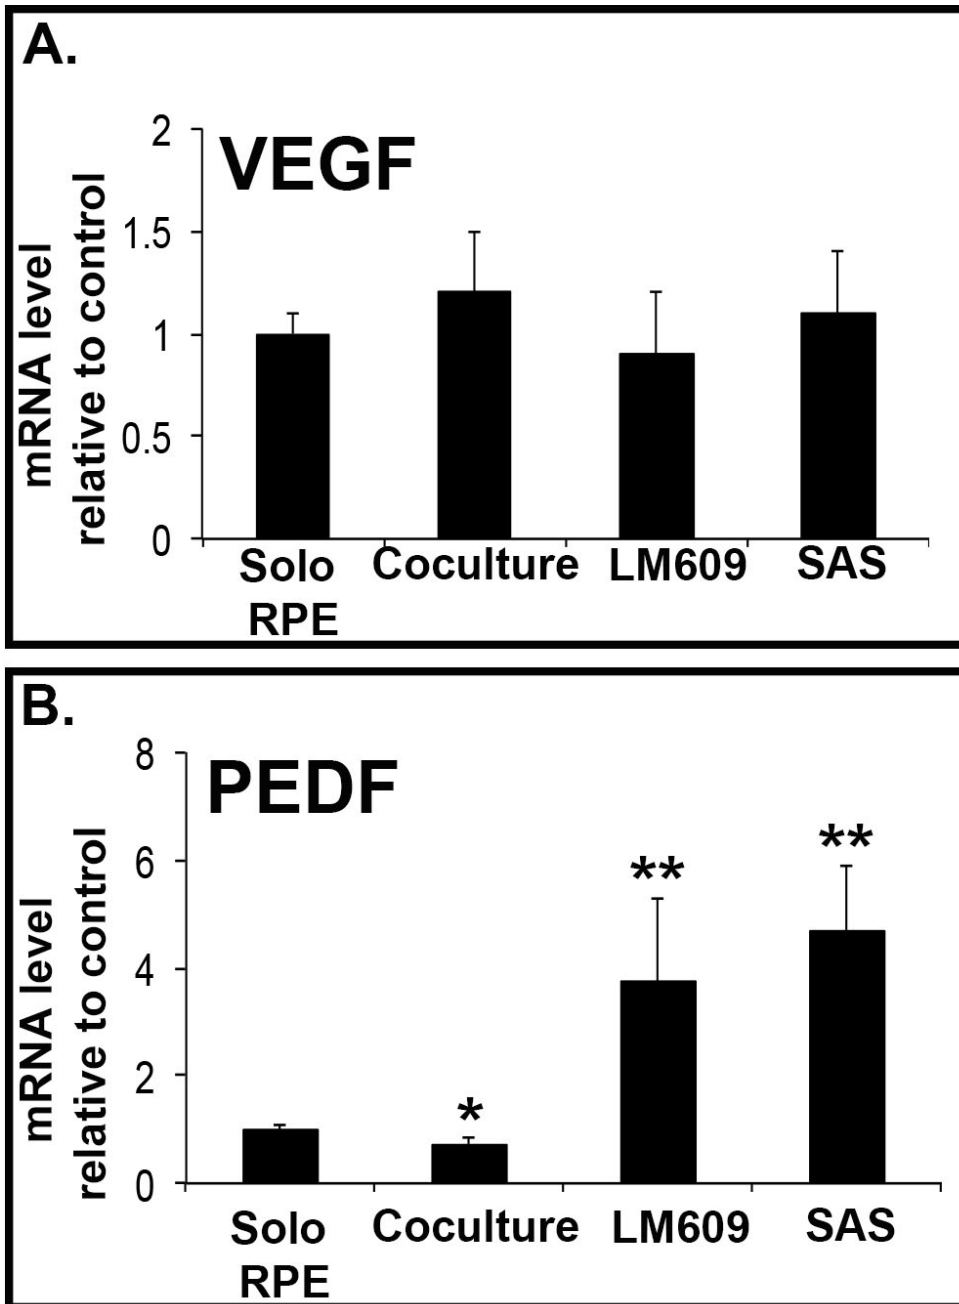 A.
VEGF
mRNA level
relative to control
2
1.5
1
0.5
0
Solo
RPE
Coculture
LM609
SAS
B.
PEDF
mRNA level
relative to control
8
6
4
2
0
*
**
**
Solo
RPE
Coculture
LM609
SAS